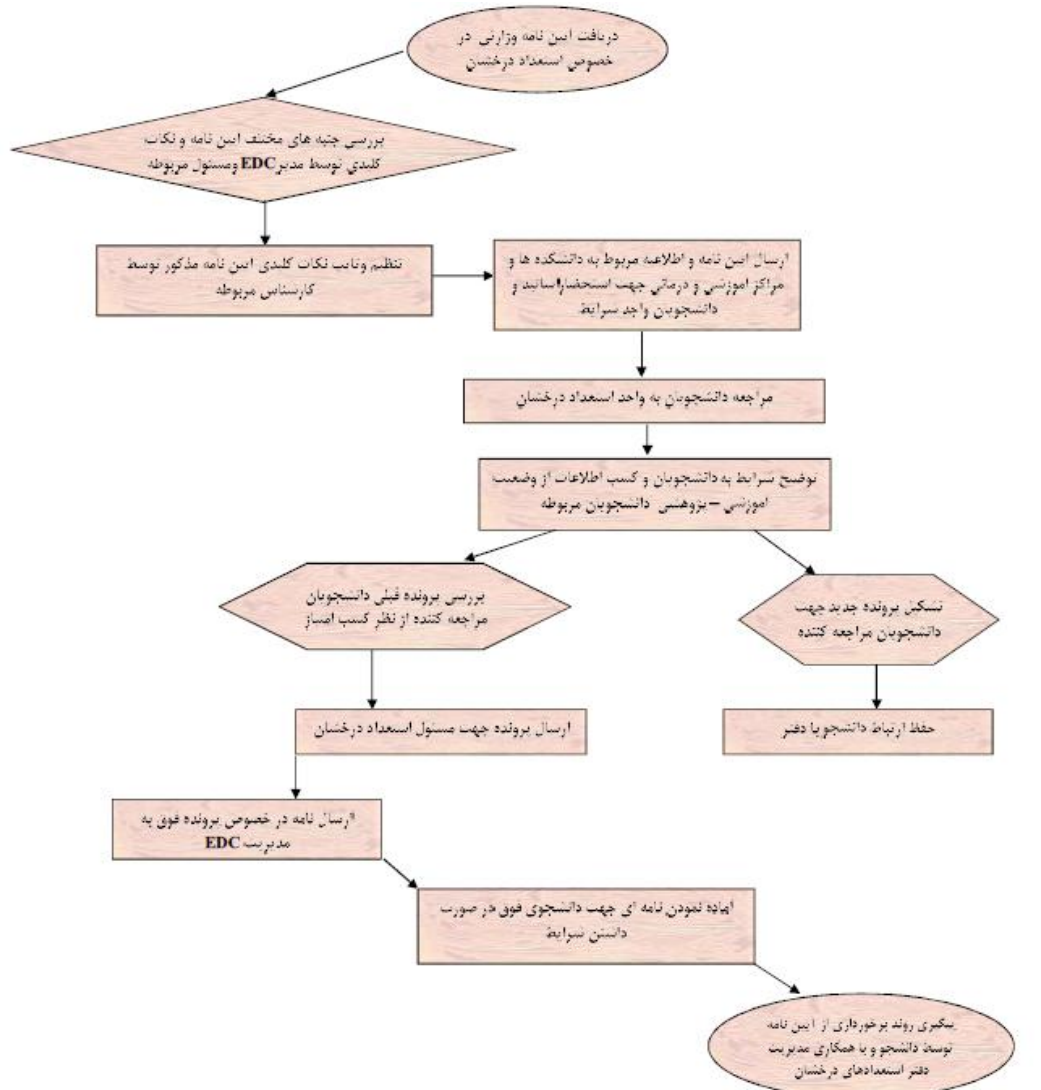 دریافت آیین نامه وزارتی در
خصوص استعداد درخشان
بررسی جنبه های مختلف آیین نامه و نکات
کلیدی توسط مدیر EDC ومسئول مربوطه
تنظیم وتایپ نکات کلیدی آیین نامه مذکور توسط
کارشناس مربوطه
ارسال آیین نامه و اطلاعیه مربوط به دانشکده ها و
مراکز آموزشی و درمانی جهت استحضاراساتید و
دانشجویان واجد شرایط
مراجعه دانشجویان به واحد استعداد درخشان
توضیح شرایط به دانشجویان و کسب اطلاعات از وضعیت
آموزشی – پژوهشی دانشجویان مربوطه
بررسی پرونده قبلی دانشجویان
مراجعه کننده از نظر کسب امتیاز
تشکیل پرونده جدید جهت
دانشجویان مراجعه کننده
ارسال پرونده جهت مسئول استعداد درخشان
حفظ ارتباط دانشجو با دفتر
ارسال نامه در خصوص پرونده فوق به
مدیریت EDC
آماده نمودن نامه ای جهت دانشجوی فوق در صورت
داشتن شرایط
پیگیری روند برخورداری از آیین نامه
توسط دانشجو و با همکاری مدیریت
دفتر استعدادهای درخشان